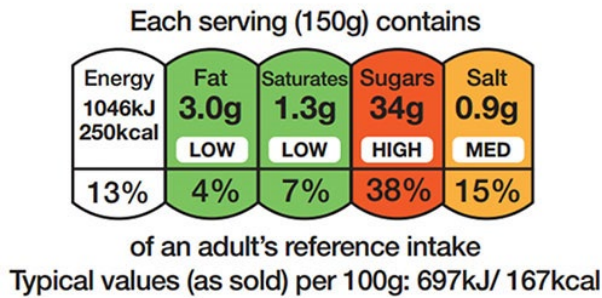 Each serving (150g) contains
Energy Fat Saturates Sugars Salt
1046kJ 250kcal 3.0g 1.3g 34g 0.9g
LOW LOW HIGH MED
13% 4% 7% 38% 15%
of an adult's reference intake
Typical values (as sold) per 100g: 697kJ/ 167kcal